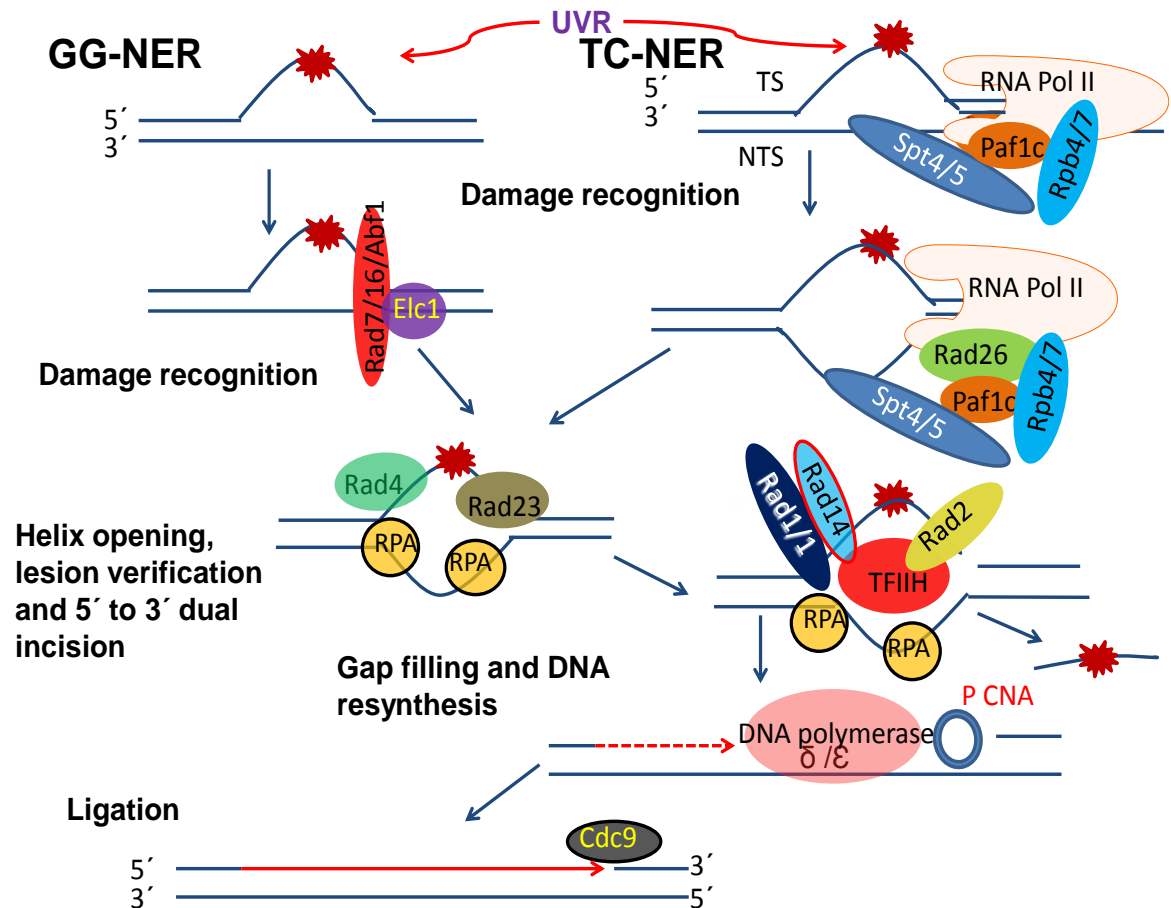 UVR
GG-NER
TC-NER
5´
3´
5´
3´
TS
NTS
RNA Pol II
Paf1c
Spt4/5
Rpb4/7
Damage recognition
Rad7/16/Abf1
Elc1
Damage recognition
RNA Pol II
Rad26
Paf1c
Spt4/5
Rpb4/7
Rad4
Rad23
RPA
RPA
Helix opening,
lesion verification
and 5´ to 3´ dual
incision
Rad1/1
Rad14
Rad2
TFIIH
RPA
RPA
Gap filling and DNA
resynthesis
P CNA
DNA polymerase
δ /Ɛ
Ligation
Cdc9
5´
3´
3´
5´